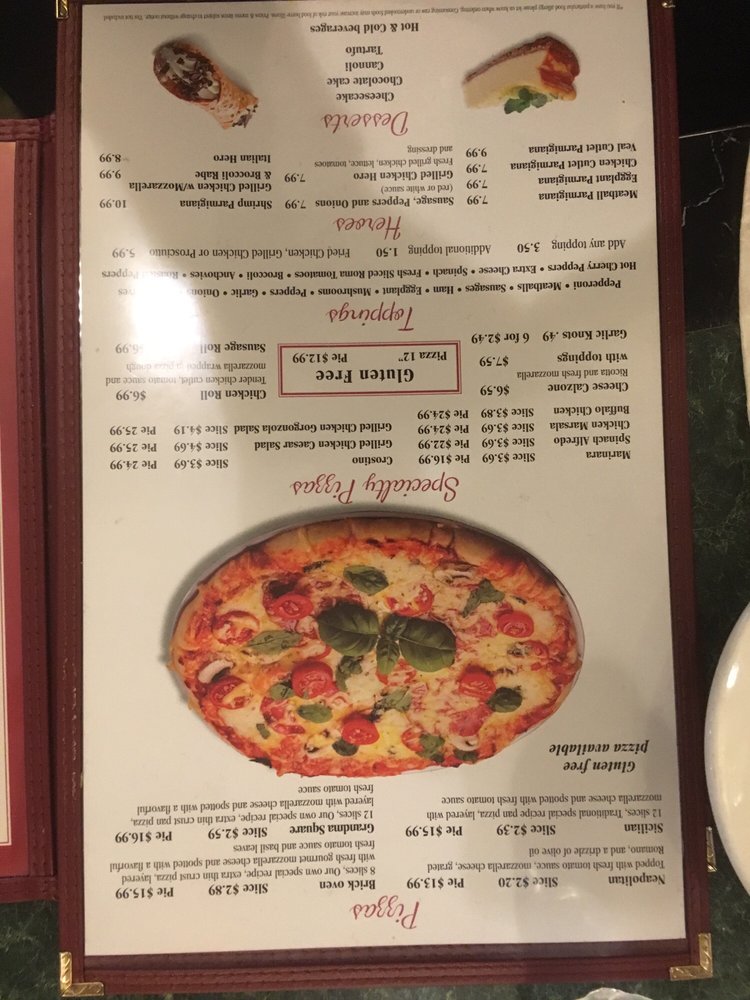 Pizzas
Neapolitan Slice $2.20 Pie $13.99
Topped with fresh tomato sauce, mozzarella cheese, grated
Romano, and a drizzle of olive oil
Sicilian Slice $2.39 Pie $15.99
12 slices, Traditional special recipe pan pizza, layered with
mozzarella cheese and spotted with fresh tomato sauce
Gluten free
pizza available
Brick oven Slice $2.89 Pie $15.99
8 slices, Our own special recipe, extra thin crust pizza, layered
with fresh gourmet mozzarella cheese and spotted with a flavorful
fresh tomato sauce and basil leaves
Grandma Square Slice $2.59 Pie $16.99
12 slices, Our own special recipe, extra thin crust pan pizza,
layered with mozzarella cheese and spotted with a flavorful
fresh tomato sauce
Specialty Pizzas
Marinara Slice $3.69 Pie $16.99
Spinach Alfredo Slice $3.69 Pie $22.99
Chicken Marsala Slice $3.69 Pie $24.99
Buffalo Chicken Slice $3.89 Pie $24.99
Crostino Slice $3.69 Pie 24.99
Grilled Chicken Caesar Salad Slice $4.69 Pie 25.99
Grilled Chicken Gorgonzola Salad Slice $4.19 Pie 25.99
Cheese Calzone $6.59
Ricotta and fresh mozzarella
with toppings $7.59
Garlic Knots .49 6 for $2.49
Gluten Free
Pizza 12" Pie $12.99
Chicken Roll $6.99
Tender chicken cutlet, tomato sauce and
mozzarella wrapped in pizza dough
Sausage Roll 6.99
Toppings
Pepperoni • Meatballs • Sausages • Ham • Eggplant • Mushrooms • Peppers • Garlic • Onions
Hot Cherry Peppers • Extra Cheese • Spinach • Fresh Sliced Roma Tomatoes • Broccoli • Anchovies • Roasted Peppers
Add any topping 3.50 Additional topping 1.50 Fried Chicken, Grilled Chicken or Prosciutto 5.99
Heroes
Meatball Parmigiana 7.99
Eggplant Parmigiana 7.99
Chicken Cutlet Parmigiana 7.99
Veal Cutlet Parmigiana 9.99
Sausage, Peppers and Onions 7.99
(red or white sauce)
Grilled Chicken Hero 7.99
Fresh grilled chicken, lettuce, tomatoes
and dressing
Shrimp Parmigiana 10.99
Grilled Chicken w/Mozzarella
& Broccoli Rabe 9.99
Italian Hero 8.99
Desserts
Cheesecake
Chocolate cake
Cannoli
Tartufo
Hot & Cold beverages